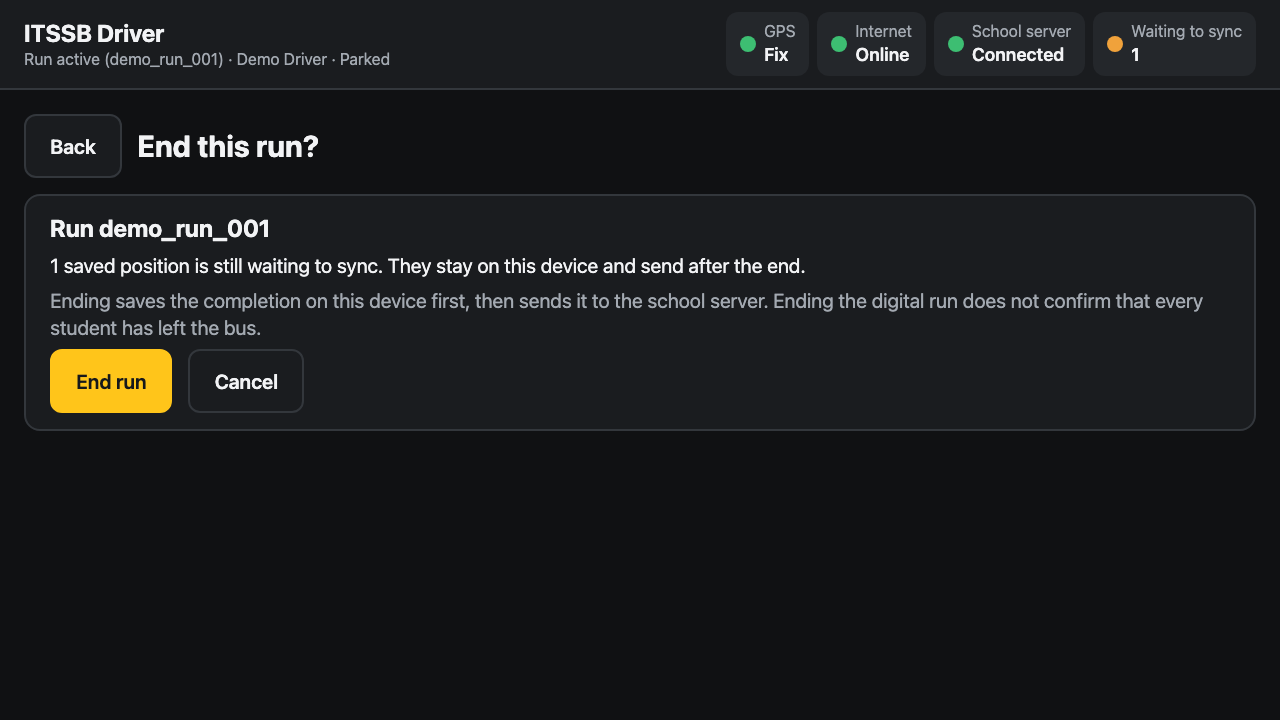 ITSSB Driver
Run active (demo_run_001) · Demo Driver · Parked
GPS
Fix
Internet
Online
School server
Connected
Waiting to sync
1
Back
End this run?
Run demo_run_001
1 saved position is still waiting to sync. They stay on this device and send after the end.
Ending saves the completion on this device first, then sends it to the school server. Ending the digital run does not confirm that every
student has left the bus.
End run
Cancel